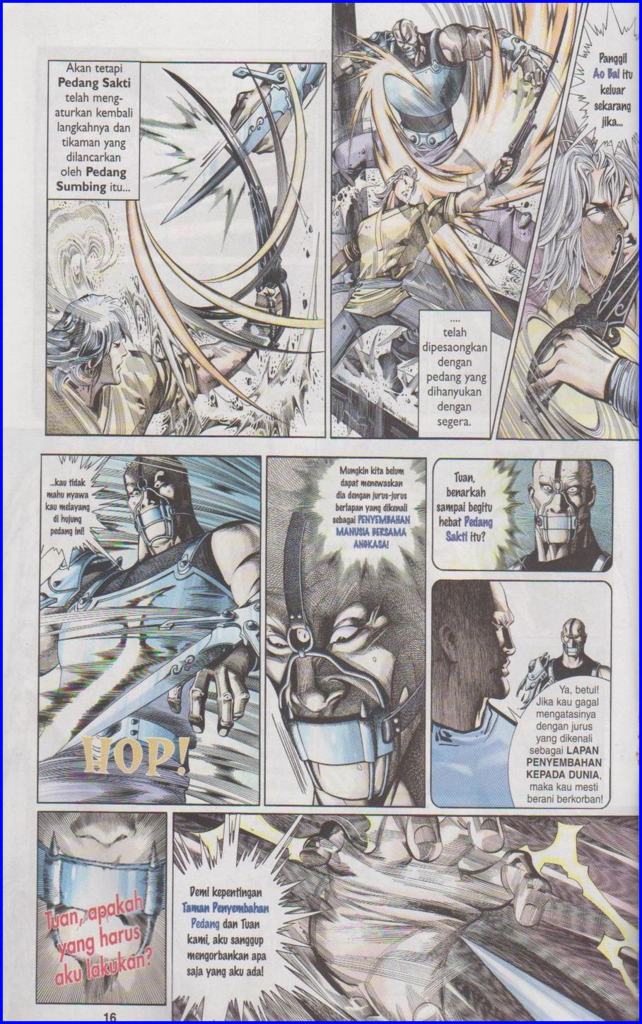 Akan tetapi
Pedang Sakti
telah meng-
aturkan kembali
langkahnya dan
tikaman yang
dilancarkan
oleh Pedang
Sumbing itu...
....
telah
dipesaongkan
dengan
pedang yang
dihanyukan
dengan
segera.
Panggil
Ao Bai itu
keluar
sekarang
jika...
...kau tidak
mahu nyawa
kau melayang
di hujung
pedang ini!
HOP!
Mungkin kita belum
dapat menewaskan
dia dengan jurus-jurus
berlapan yang dikenali
sebagai PENYEMBAHAN
MANUSIA BERSAMA
ANGKASA!
Tuan,
benarkah
sampai begitu
hebat Pedang
Sakti itu?
Ya, betul!
Jika kau gagal
mengatasinya
dengan jurus
yang dikenali
sebagai LAPAN
PENYEMBAHAN
KEPADA DUNIA,
maka kau mesti
berani berkorban!
Tuan, apakah
yang harus
aku lakukan?
Demi kepentingan
Taman Penyembahan
Pedang dan Tuan
kami, aku sanggup
mengorbankan apa
saja yang aku ada!
16